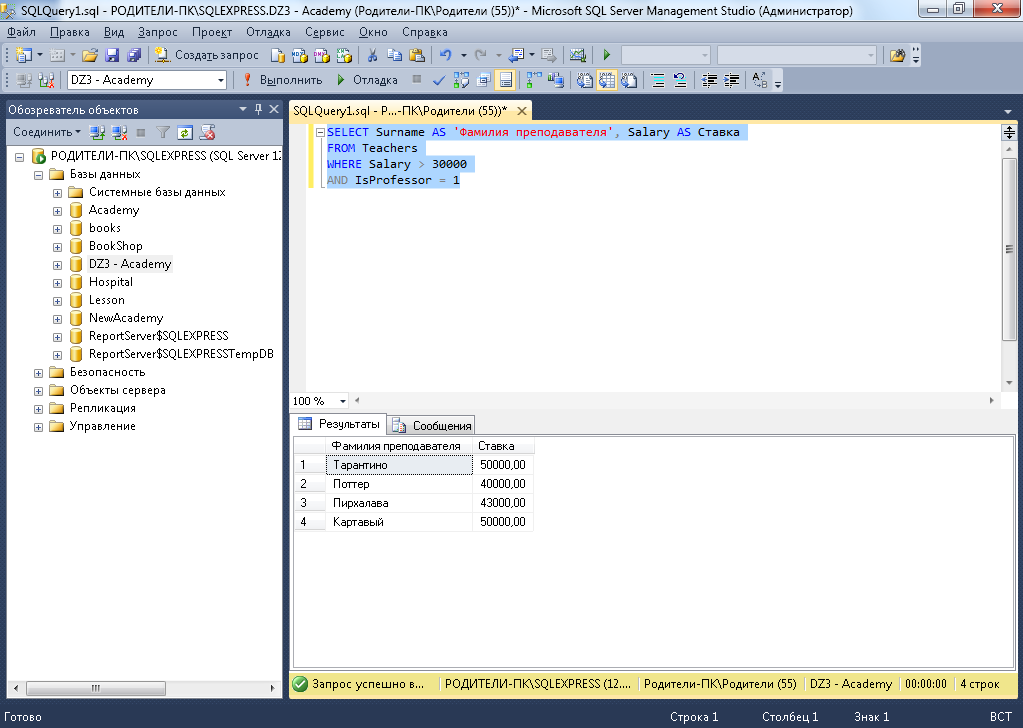 SQLQuery1.sql - РОДИТЕЛИ-ПК\SQLEXPRESS.DZ3 - Academy (Родители-ПК\Родители (55))* - Microsoft SQL Server Management Studio (Администратор)
Файл Правка Вид Запрос Проект Отладка Сервис Окно Справка
Создать запрос
DZ3 - Academy Выполнить Отладка
Обозреватель объектов
Соединить
РОДИТЕЛИ-ПК\SQLEXPRESS (SQL Server 12
Базы данных
Системные базы данных
Academy
books
BookShop
DZ3 - Academy
Hospital
Lesson
NewAcademy
ReportServer$SQLEXPRESS
ReportServer$SQLEXPRESSTempDB
Безопасность
Объекты сервера
Репликация
Управление
SQLQuery1.sql - Р...-ПК\Родители (55))*
SELECT Surname AS 'Фамилия преподавателя', Salary AS Ставка
FROM Teachers
WHERE Salary > 30000
AND IsProfessor = 1
100 %
Результаты Сообщения
Фамилия преподавателя Ставка
1 Тарантино 50000,00
2 Поттер 40000,00
3 Пирхалава 43000,00
4 Картавый 50000,00
Запрос успешно в... РОДИТЕЛИ-ПК\SQLEXPRESS (12.... Родители-ПК\Родители (55) DZ3 - Academy 00:00:00 4 строк
Готово Строка 1 Столбец 1 Знак 1 ВСТ